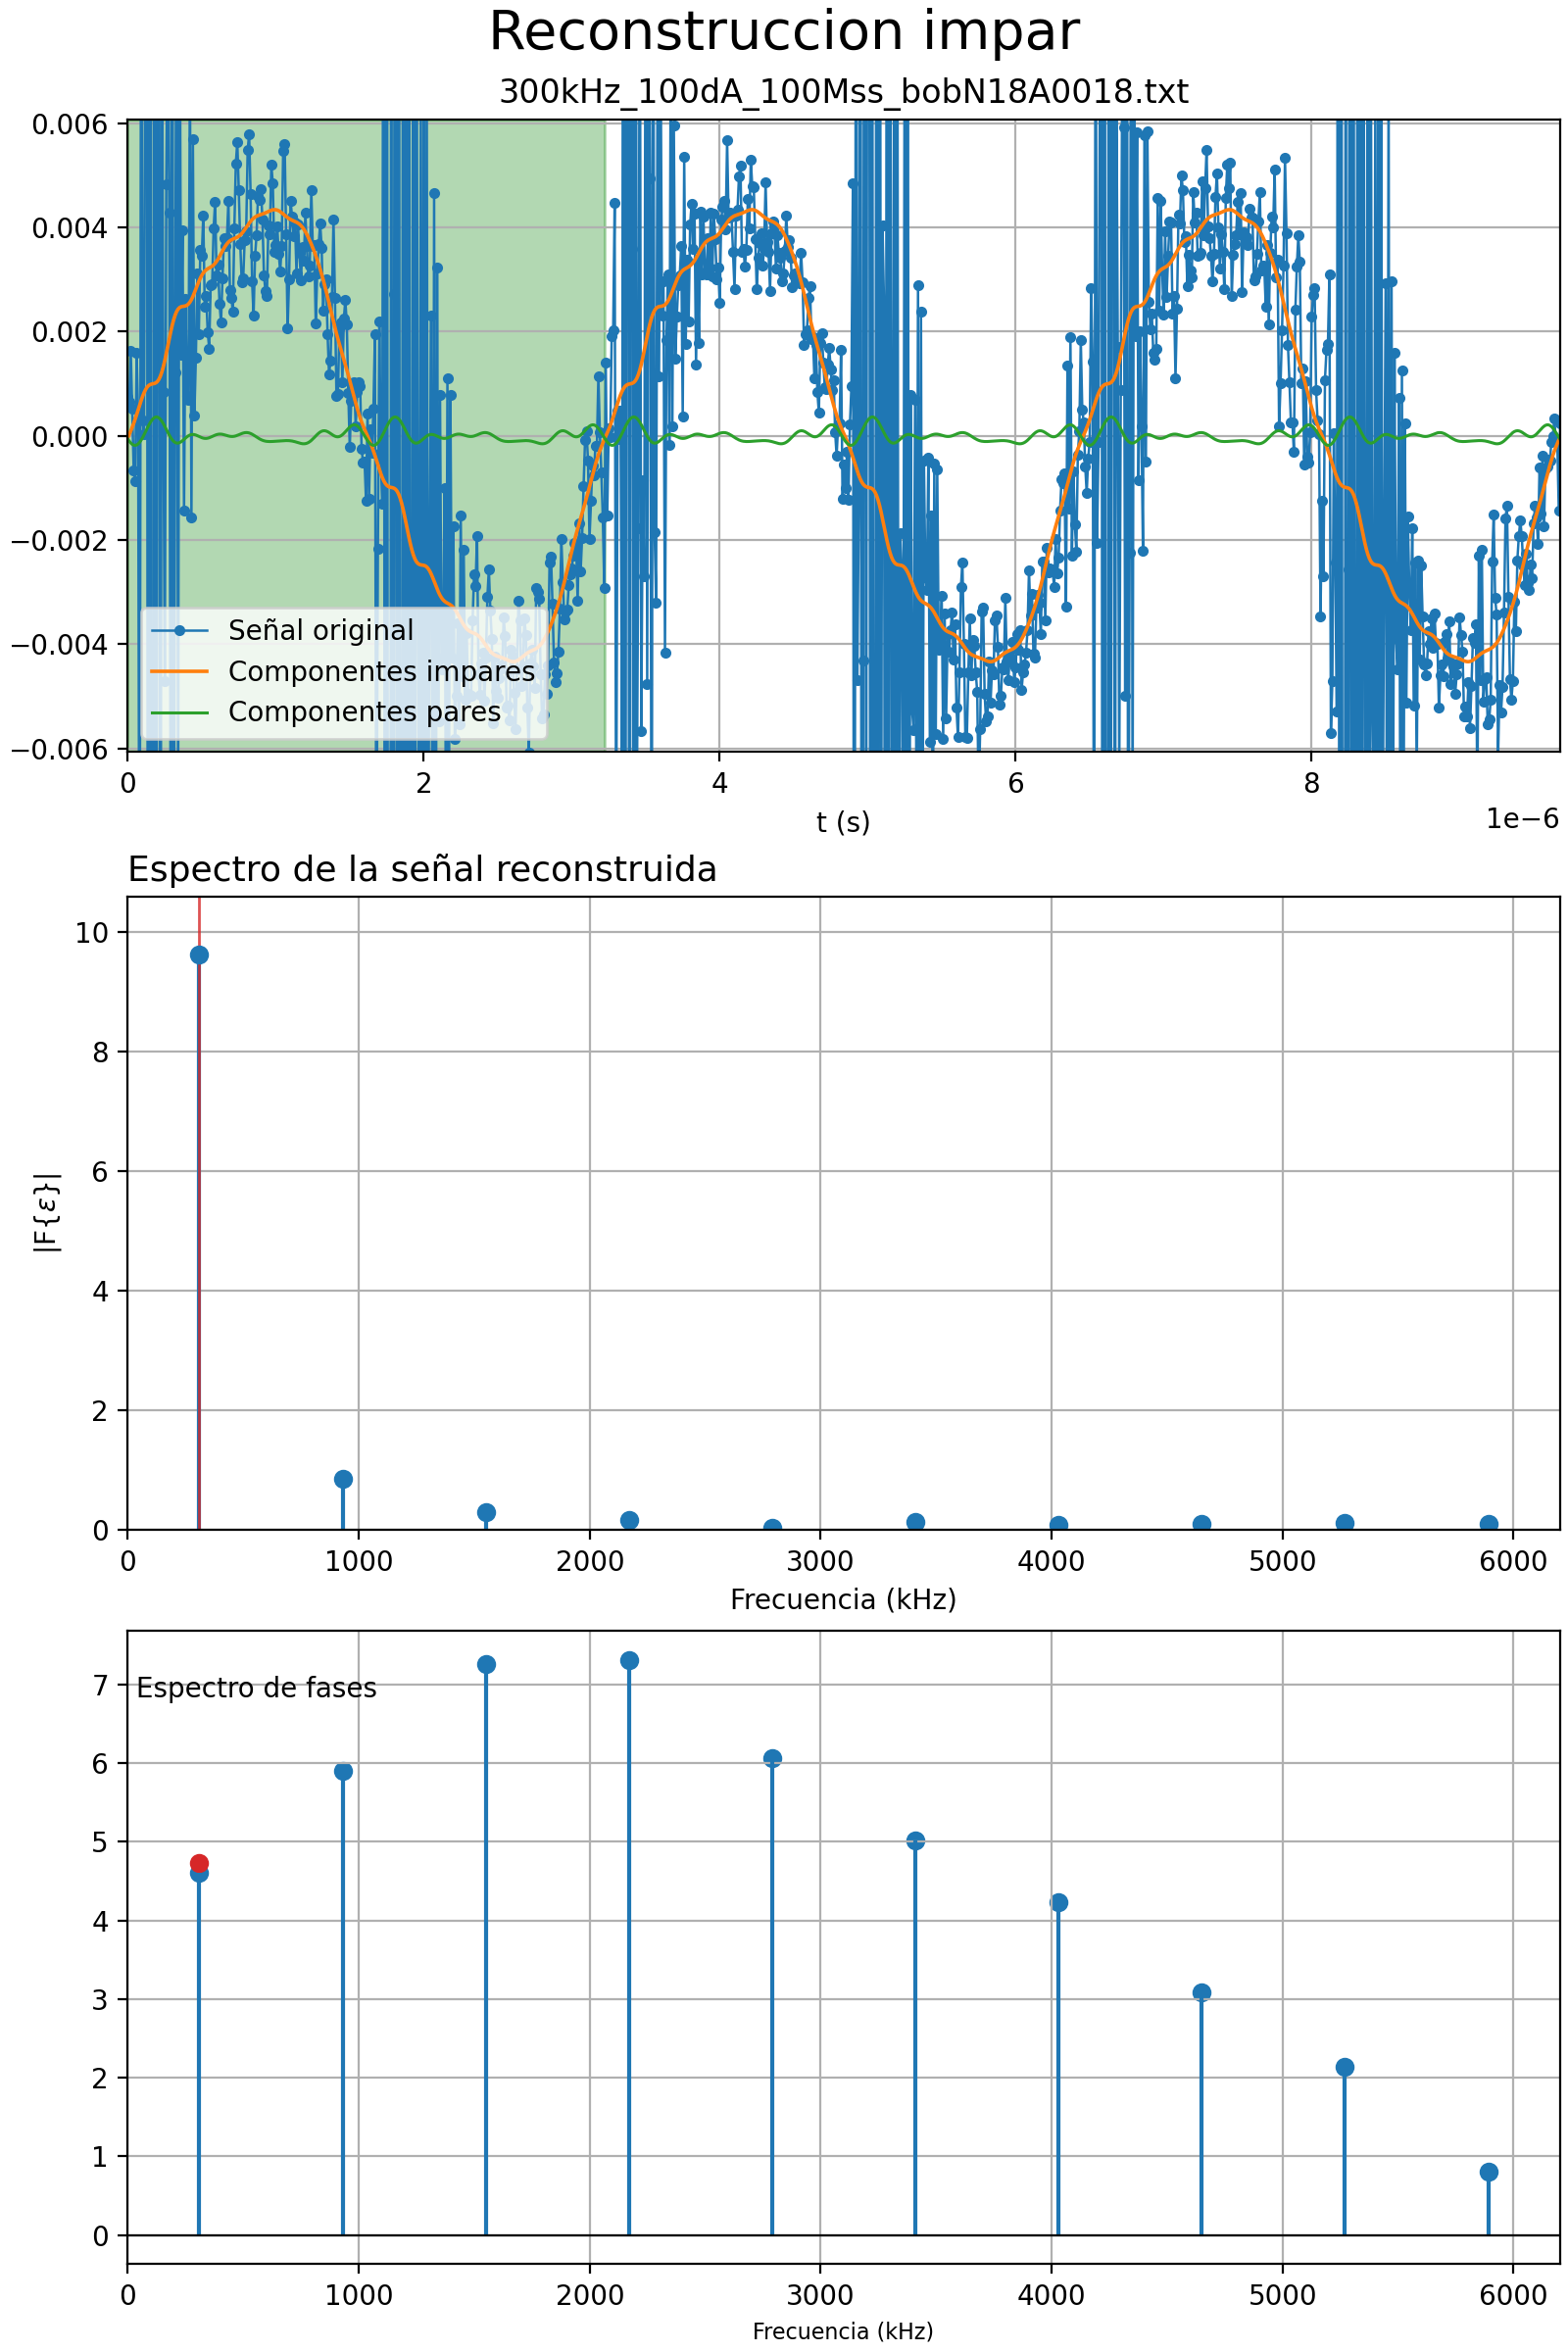 Reconstruccion impar
300kHz_100dA_100Mss_bobN18A0018.txt
0.006
0.004
0.002
0.000
−0.002
−0.004
−0.006
Señal original
Componentes impares
Componentes pares
0 2 4 6 8
1e−6
t (s)
Espectro de la señal reconstruida
10
8
6
4
2
0
|F{ε}|
0 1000 2000 3000 4000 5000 6000
Frecuencia (kHz)
Espectro de fases
7
6
5
4
3
2
1
0
0 1000 2000 3000 4000 5000 6000
Frecuencia (kHz)